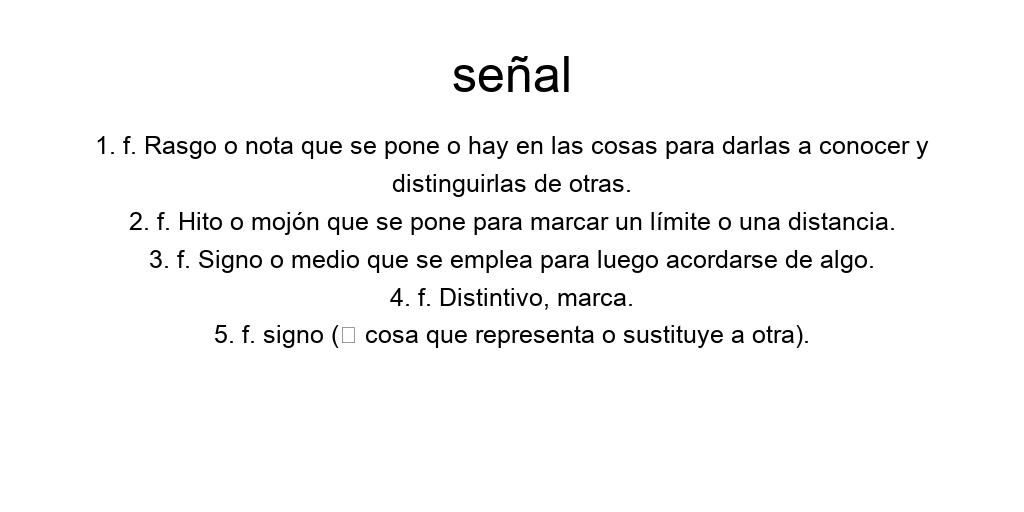 señal
1. f. Rasgo o nota que se pone o hay en las cosas para darlas a conocer y
distinguirlas de otras.
2. f. Hito o mojón que se pone para marcar un límite o una distancia.
3. f. Signo o medio que se emplea para luego acordarse de algo.
4. f. Distintivo, marca.
5. f. signo (□ cosa que representa o sustituye a otra).